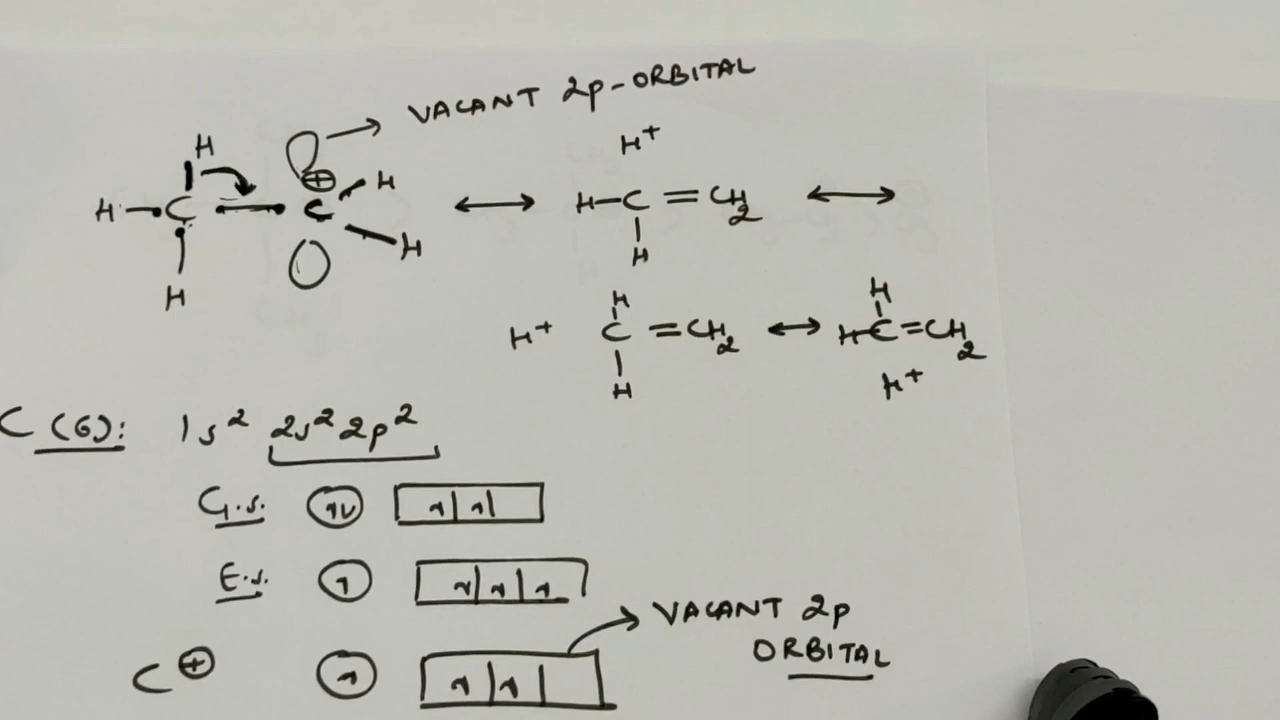 VACANT 2p-ORBITAL
H H+
H-C-C⊕ H ↔ H-C=CH2 ↔
H H H
H H
H+ C=CH2 ↔ H-C=CH2
H H+
C (6): 1s2 2s2 2p2
G.S. ↿⇂ ↿ ↿
E.S. ↿ ↿ ↿ ↿
VACANT 2p
ORBITAL
C⊕ ↿ ↿ ↿